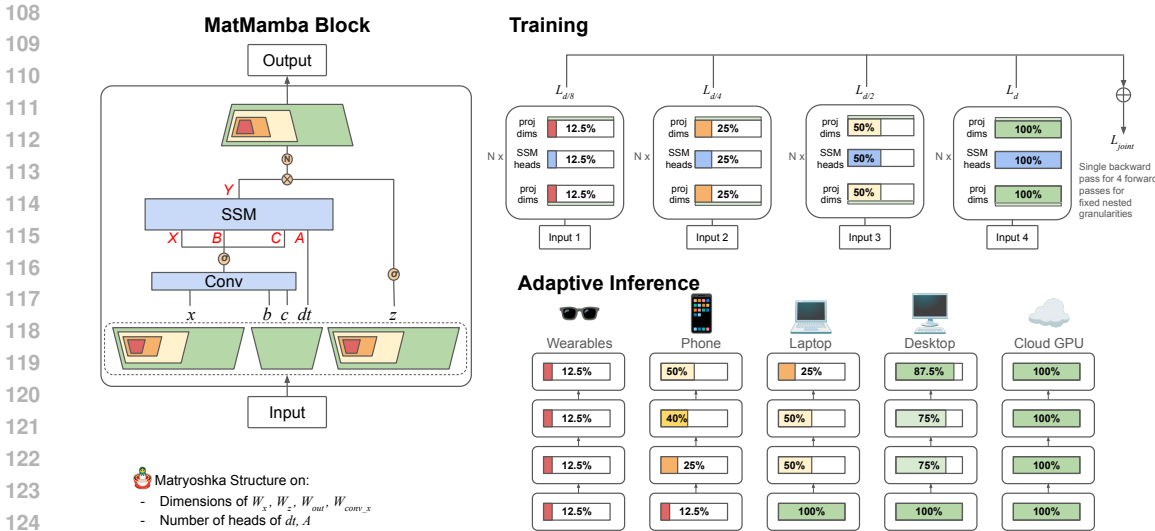 108
109
110
111
112
113
114
115
116
117
118
119
120
121
122
123
124
MatMamba Block
Output
N
×
Y
SSM
X B C A
σ
Conv
σ
x b c dt z
Input
Matryoshka Structure on:
- Dimensions of W_x, W_z, W_out, W_conv_x
- Number of heads of dt, A
Training
L_{d/8} L_{d/4} L_{d/2} L_d
L_joint
N x
proj dims 12.5%
SSM heads 12.5%
proj dims 12.5%
Input 1
N x
proj dims 25%
SSM heads 25%
proj dims 25%
Input 2
N x
proj dims 50%
SSM heads 50%
proj dims 50%
Input 3
N x
proj dims 100%
SSM heads 100%
proj dims 100%
Input 4
Single backward
pass for 4 forward
passes for
fixed nested
granularities
Adaptive Inference
Wearables Phone Laptop Desktop Cloud GPU
12.5% 50% 25% 87.5% 100%
12.5% 40% 50% 75% 100%
12.5% 25% 50% 75% 100%
12.5% 12.5% 100% 100% 100%